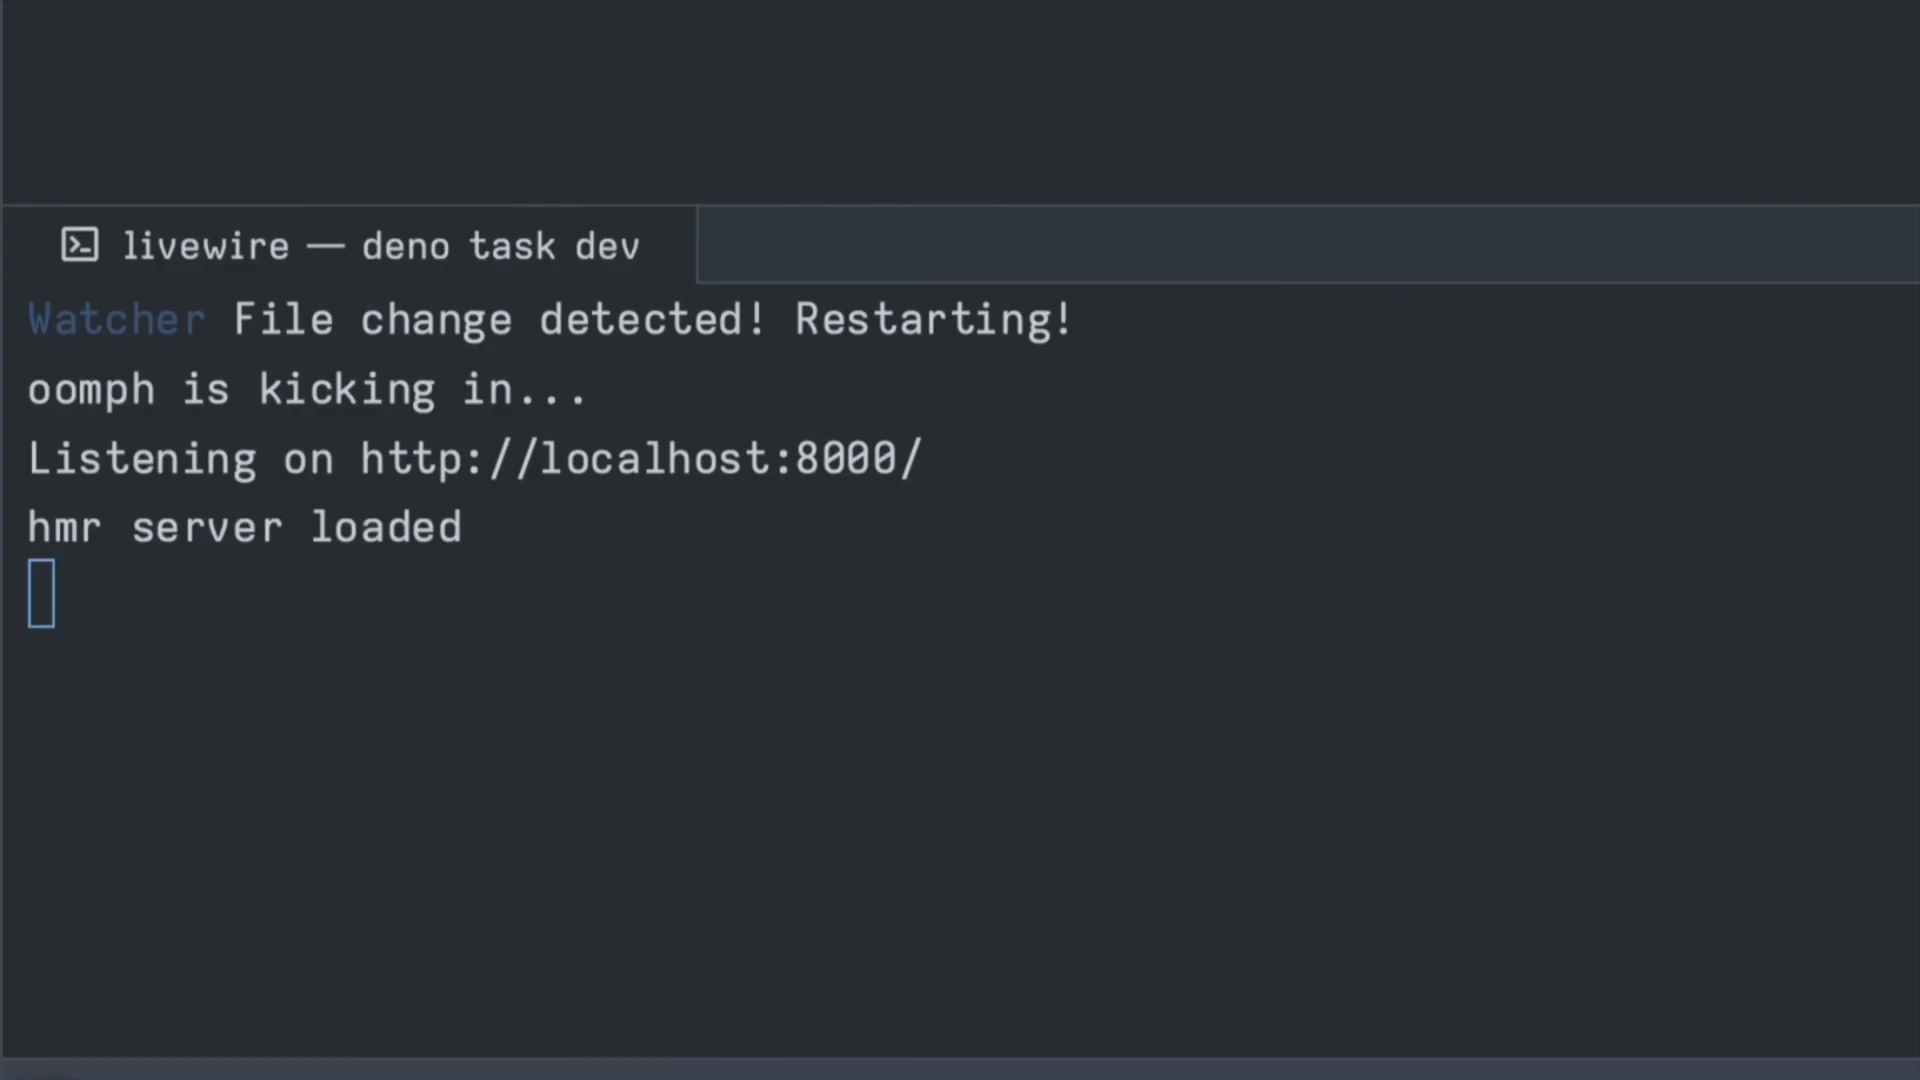 livewire — deno task dev
Watcher File change detected! Restarting!
oomph is kicking in...
Listening on http://localhost:8000/
hmr server loaded